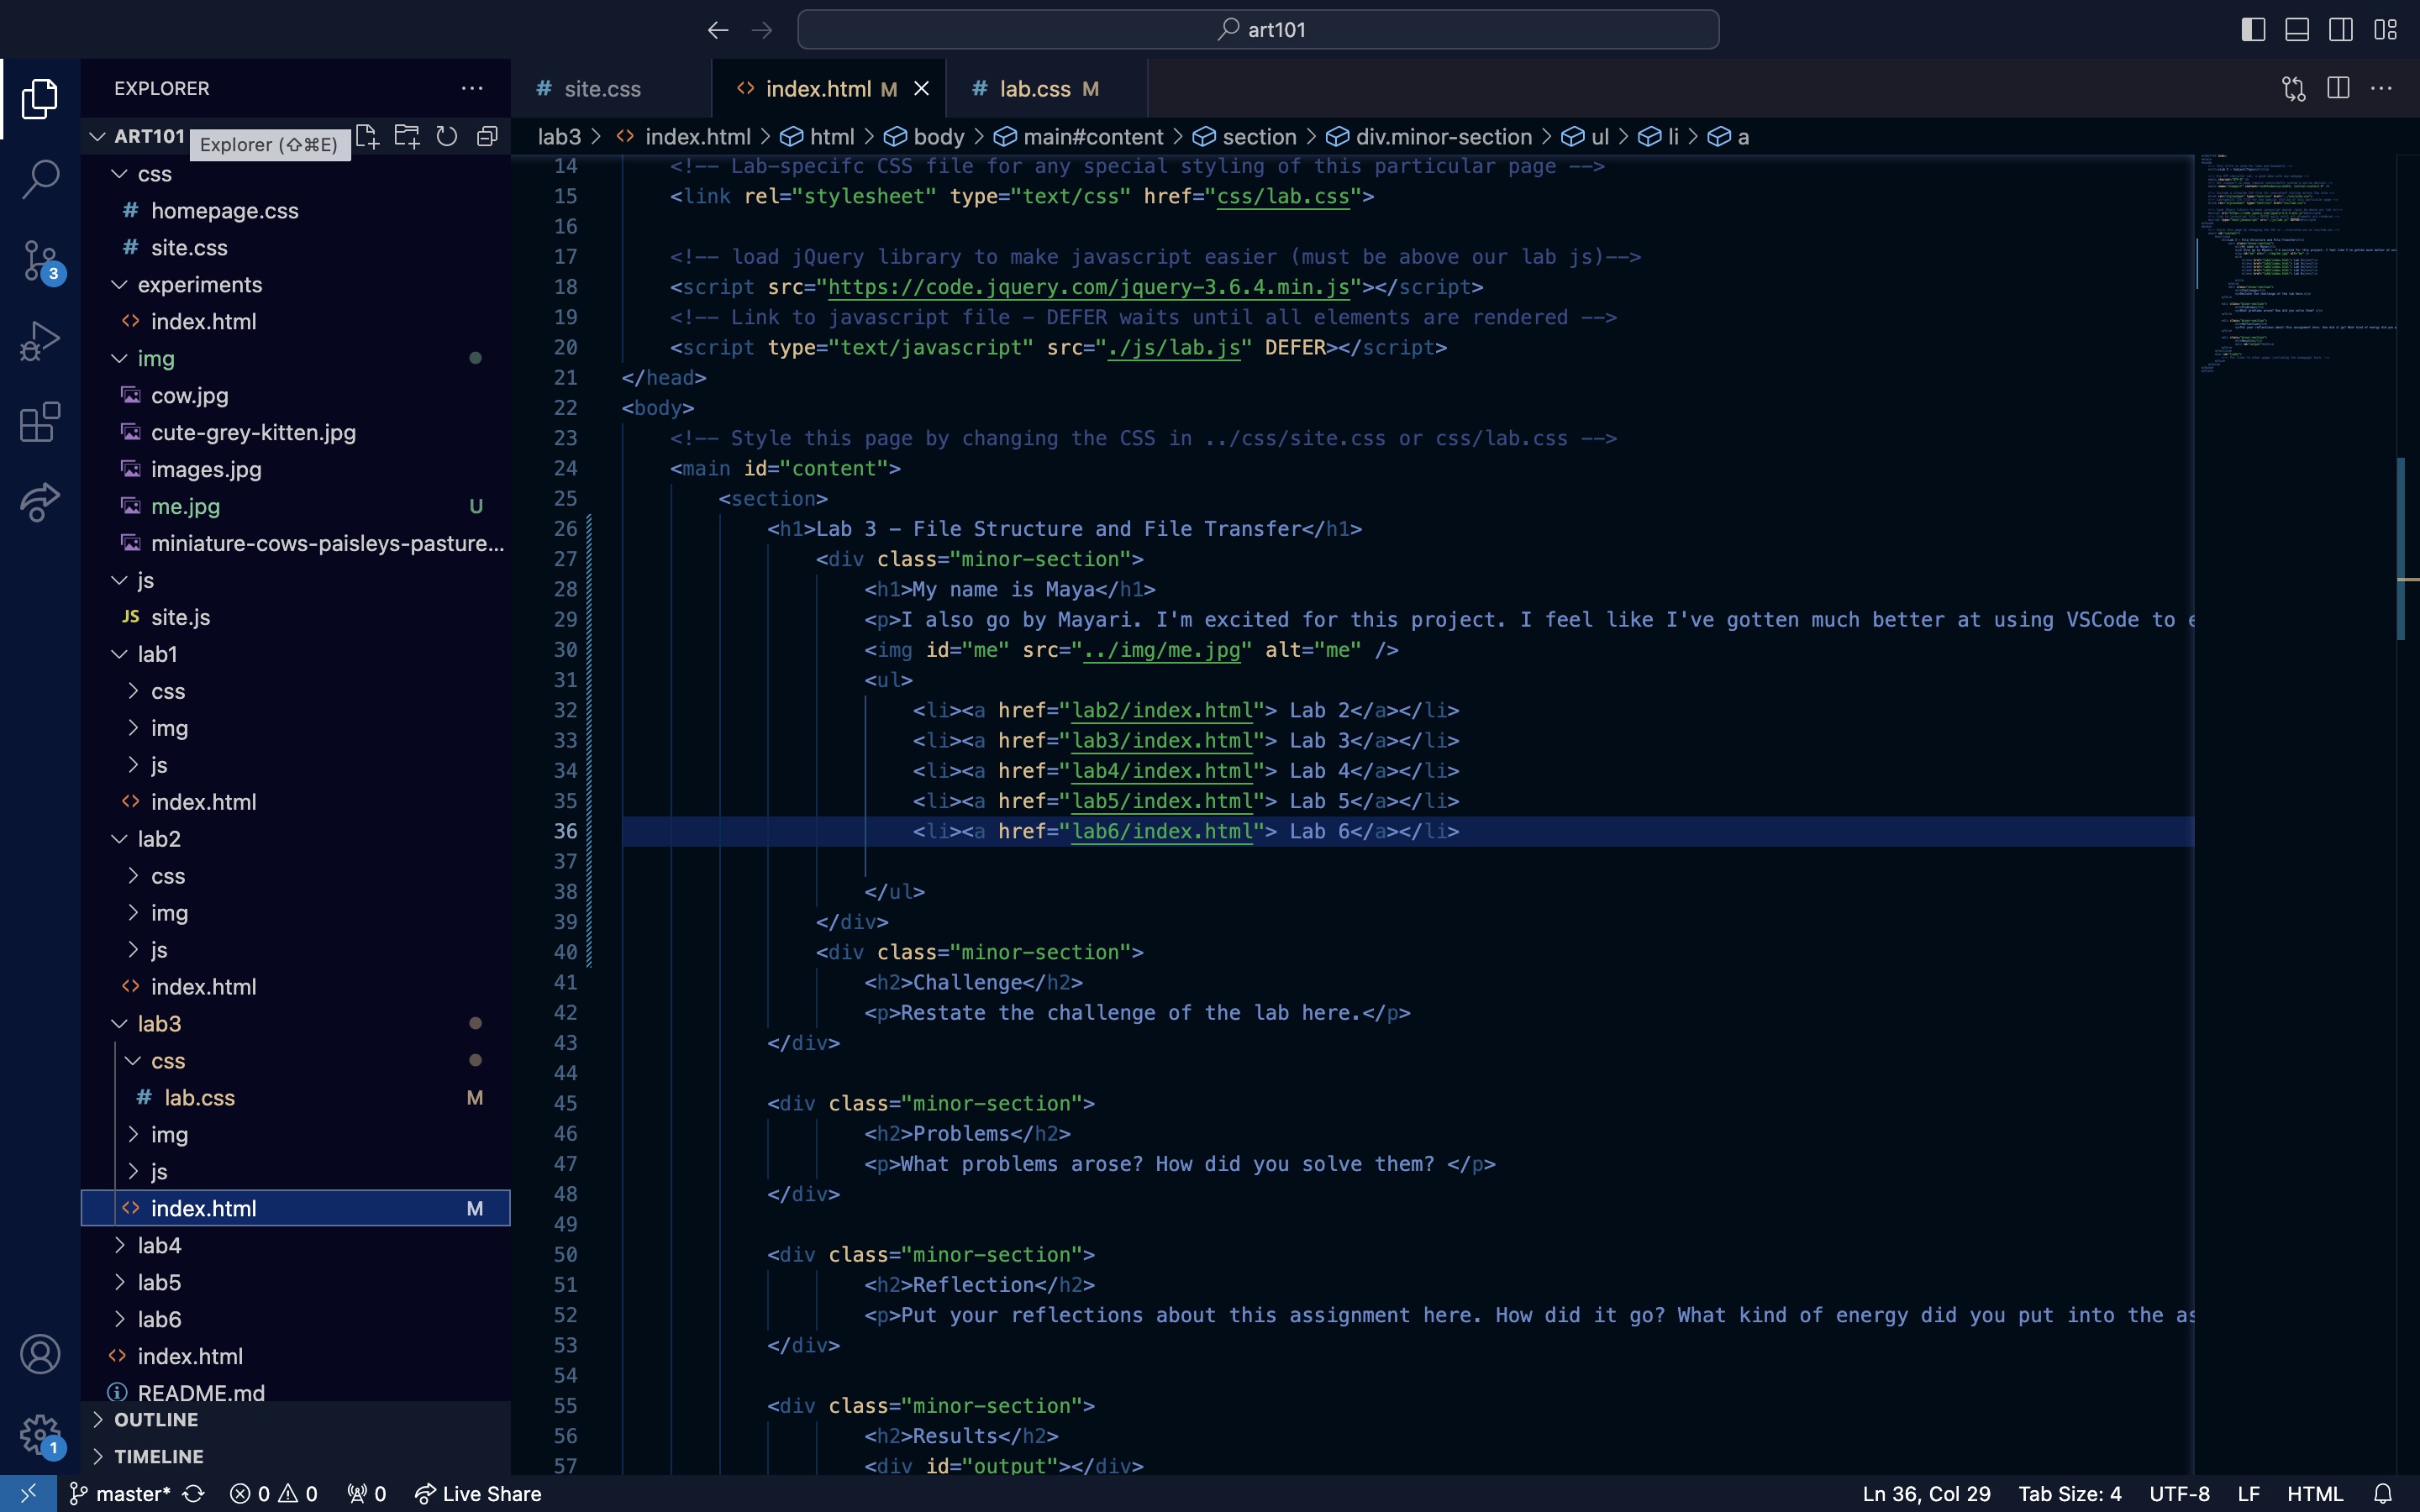 art101
EXPLORER
ART101
Explorer (⇧⌘E)
css
homepage.css
site.css
experiments
index.html
img
cow.jpg
cute-grey-kitten.jpg
images.jpg
me.jpg U
miniature-cows-paisleys-pasture...
js
JS site.js
lab1
css
img
js
index.html
lab2
css
img
js
index.html
lab3
css
# lab.css M
img
js
index.html M
lab4
lab5
lab6
index.html
README.md
OUTLINE
TIMELINE
3
1
# site.css
<> index.html M
# lab.css M
lab3 > <> index.html > html > body > main#content > section > div.minor-section > ul > li > a
14 <!-- Lab-specifc CSS file for any special styling of this particular page -->
15 <link rel="stylesheet" type="text/css" href="css/lab.css">
16
17 <!-- load jQuery library to make javascript easier (must be above our lab js)-->
18 <script src="https://code.jquery.com/jquery-3.6.4.min.js"></script>
19 <!-- Link to javascript file - DEFER waits until all elements are rendered -->
20 <script type="text/javascript" src="./js/lab.js" DEFER></script>
21 </head>
22 <body>
23 <!-- Style this page by changing the CSS in ../css/site.css or css/lab.css -->
24 <main id="content">
25 <section>
26 <h1>Lab 3 - File Structure and File Transfer</h1>
27 <div class="minor-section">
28 <h1>My name is Maya</h1>
29 <p>I also go by Mayari. I'm excited for this project. I feel like I've gotten much better at using VSCode to e
30 <img id="me" src="../img/me.jpg" alt="me" />
31 <ul>
32 <li><a href="lab2/index.html"> Lab 2</a></li>
33 <li><a href="lab3/index.html"> Lab 3</a></li>
34 <li><a href="lab4/index.html"> Lab 4</a></li>
35 <li><a href="lab5/index.html"> Lab 5</a></li>
36 <li><a href="lab6/index.html"> Lab 6</a></li>
37
38 </ul>
39 </div>
40 <div class="minor-section">
41 <h2>Challenge</h2>
42 <p>Restate the challenge of the lab here.</p>
43 </div>
44
45 <div class="minor-section">
46 <h2>Problems</h2>
47 <p>What problems arose? How did you solve them? </p>
48 </div>
49
50 <div class="minor-section">
51 <h2>Reflection</h2>
52 <p>Put your reflections about this assignment here. How did it go? What kind of energy did you put into the as
53 </div>
54
55 <div class="minor-section">
56 <h2>Results</h2>
57 <div id="output"></div>
master* 0 0 0 Live Share
Ln 36, Col 29 Tab Size: 4 UTF-8 LF HTML